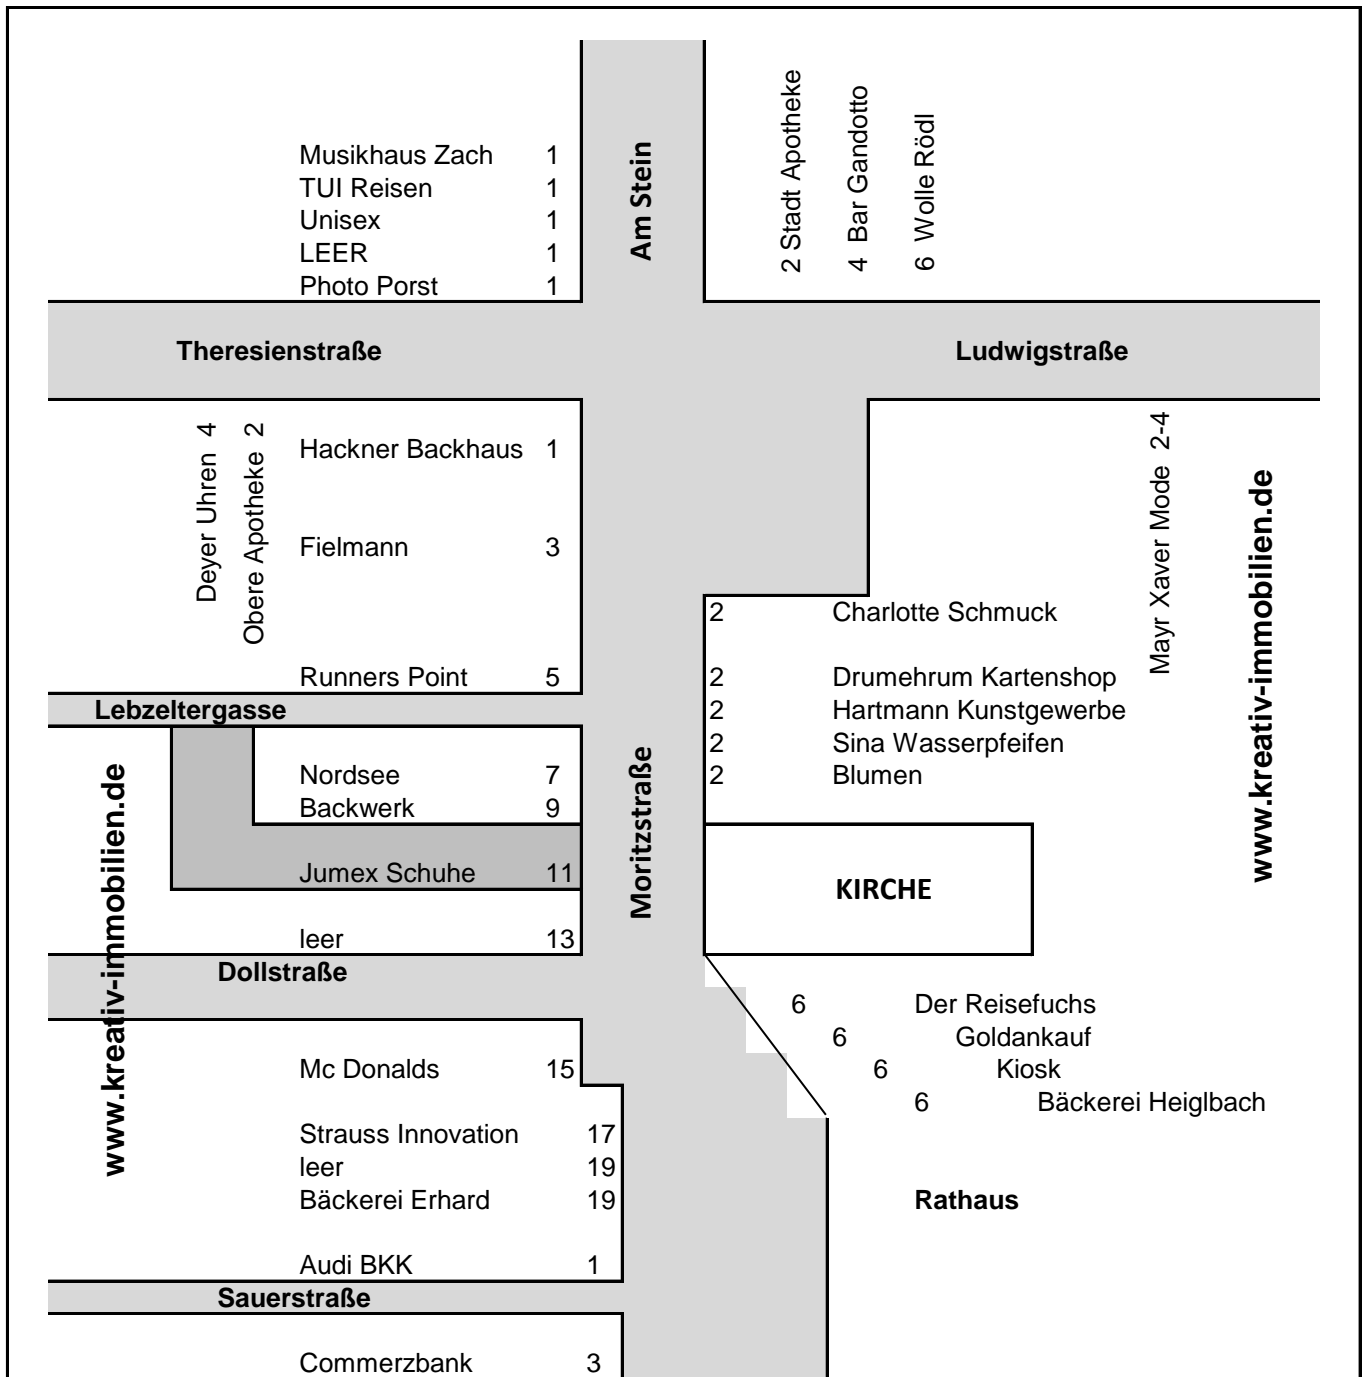 Am Stein
2 Stadt Apotheke
4 Bar Gandotto
6 Wolle Rödl
Musikhaus Zach 1
TUI Reisen 1
Unisex 1
LEER 1
Photo Porst 1
Theresienstraße
Ludwigstraße
Deyer Uhren 4
Obere Apotheke 2
Hackner Backhaus 1
Fielmann 3
Runners Point 5
Mayr Xaver Mode 2-4
www.kreativ-immobilien.de
2 Charlotte Schmuck
2 Drumehrum Kartenshop
2 Hartmann Kunstgewerbe
2 Sina Wasserpfeifen
2 Blumen
Lebzeltergasse
Moritzstraße
www.kreativ-immobilien.de
Nordsee 7
Backwerk 9
Jumex Schuhe 11
leer 13
KIRCHE
Dollstraße
6 Der Reisefuchs
6 Goldankauf
6 Kiosk
6 Bäckerei Heiglbach
Mc Donalds 15
Strauss Innovation 17
leer 19
Bäckerei Erhard 19
Rathaus
Audi BKK 1
Sauerstraße
Commerzbank 3